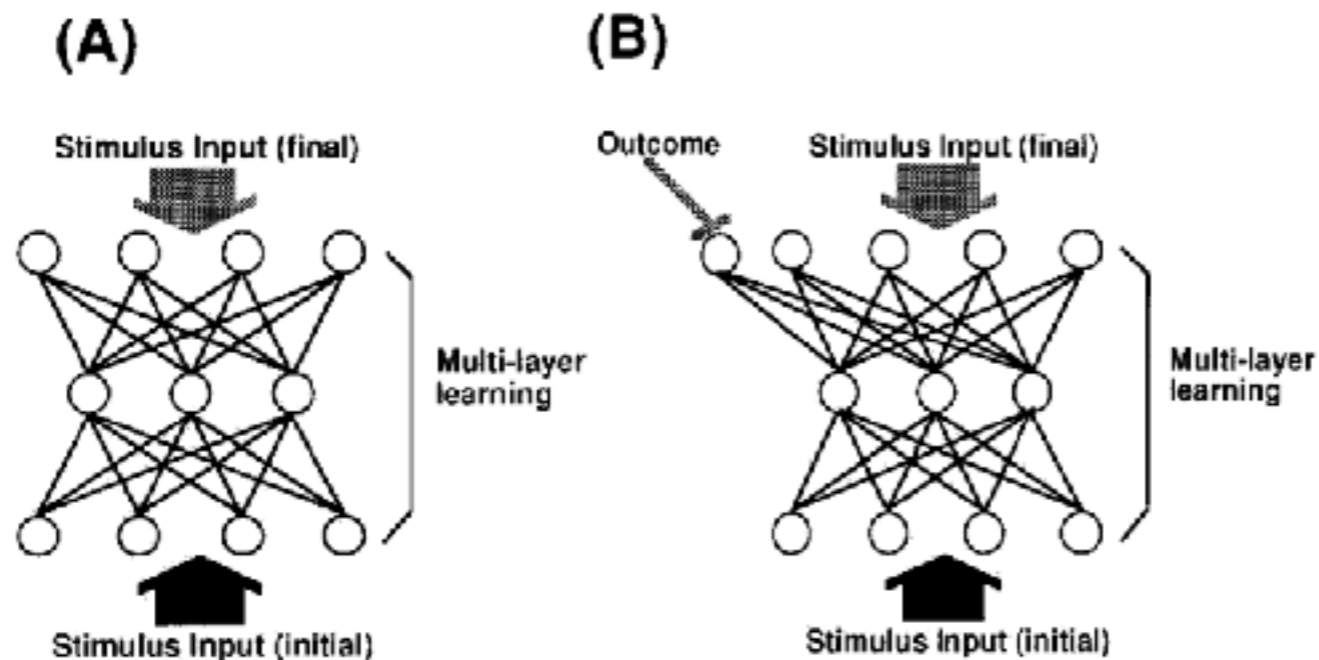 (A)
(B)
Stimulus Input (final)
Outcome
Stimulus Input (final)
Multi-layer
learning
Multi-layer
learning
Stimulus Input (initial)
Stimulus Input (initial)